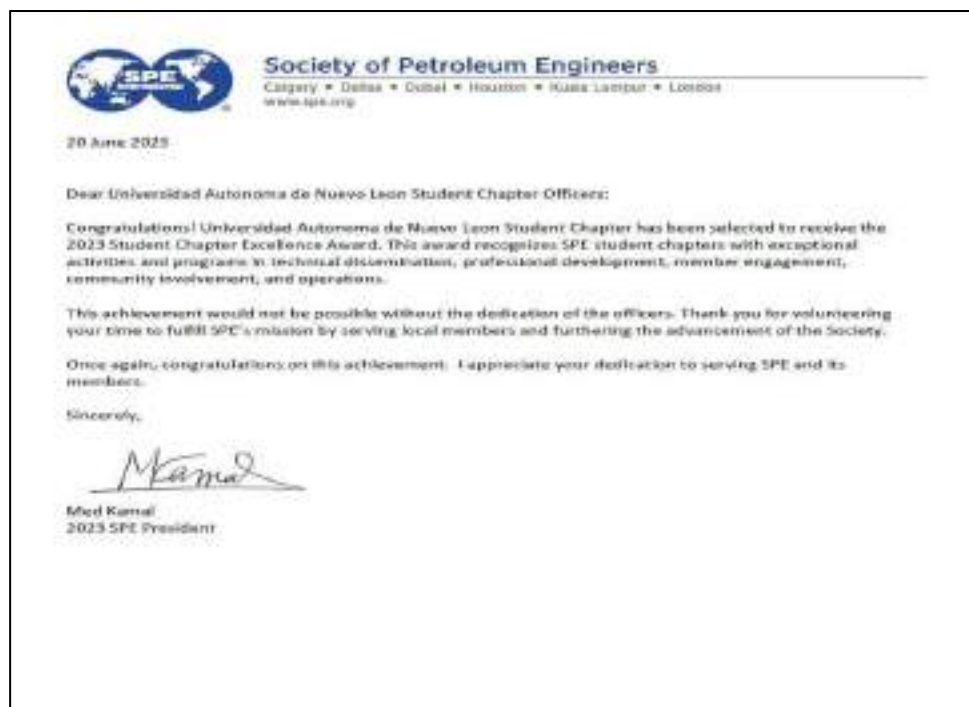 SPE
Society of Petroleum Engineers
Calgary • Dallas • Dubai • Houston • Kuala Lumpur • London
www.spe.org
20 June 2023
Dear Universidad Autonoma de Nuevo Leon Student Chapter Officers:
Congratulations! Universidad Autonoma de Nuevo Leon Student Chapter has been selected to receive the
2023 Student Chapter Excellence Award. This award recognizes SPE student chapters with exceptional
activities and programs in technical dissemination, professional development, member engagement,
community involvement, and operations.
This achievement would not be possible without the dedication of the officers. Thank you for volunteering
your time to fulfill SPE's mission by serving local members and furthering the advancement of the Society.
Once again, congratulations on this achievement. I appreciate your dedication to serving SPE and its
members.
Sincerely,
MKamal
Med Kamal
2023 SPE President